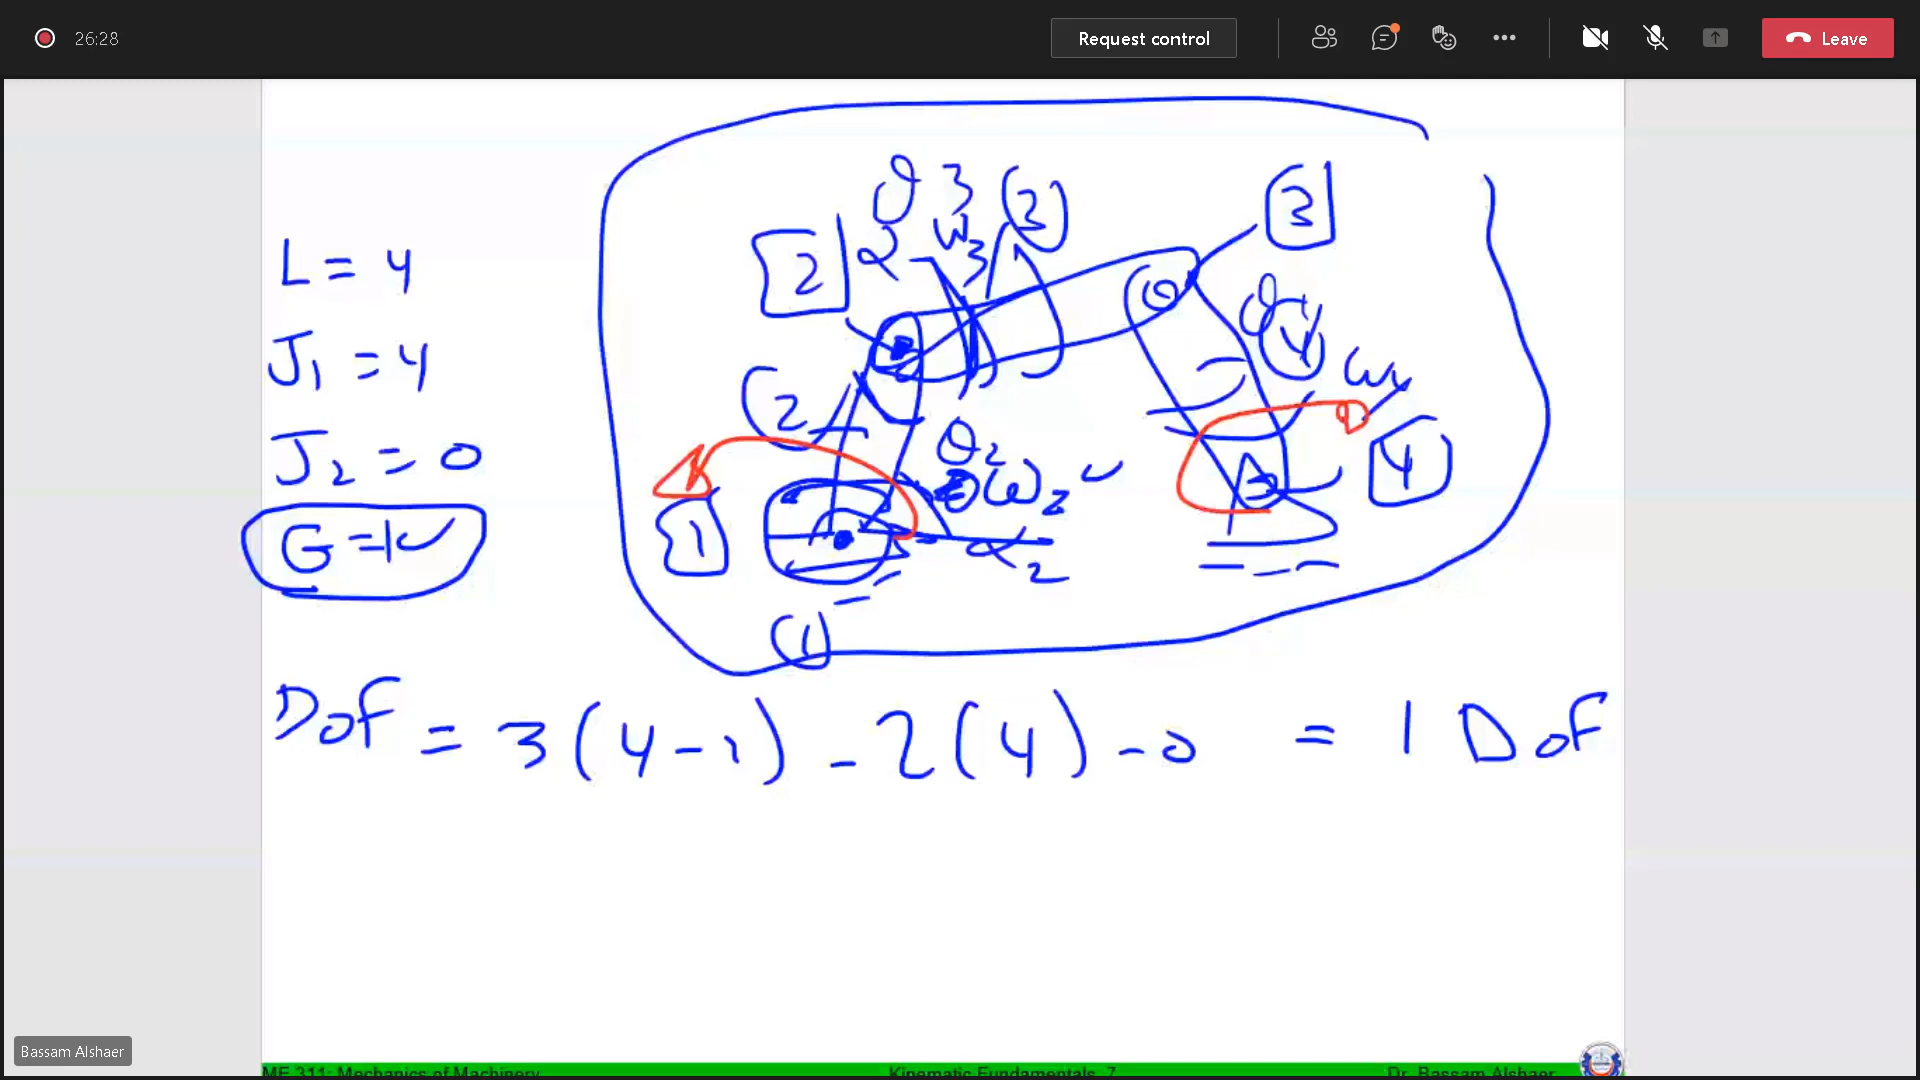 26:28
Request control
Leave
θ3 (3)
3
2
α ω3
L = 4
θ4
J1 = 4
ω4
(2
θ2
J2 = 0
ω2
4
1
G = 1
α2
(1)
DoF = 3(4-1) - 2(4) - 0 = 1 DoF
Bassam Alshaer
ME 311: Mechanics of Machinery Kinematic Fundamentals 7 Dr. Bassam Alshaer